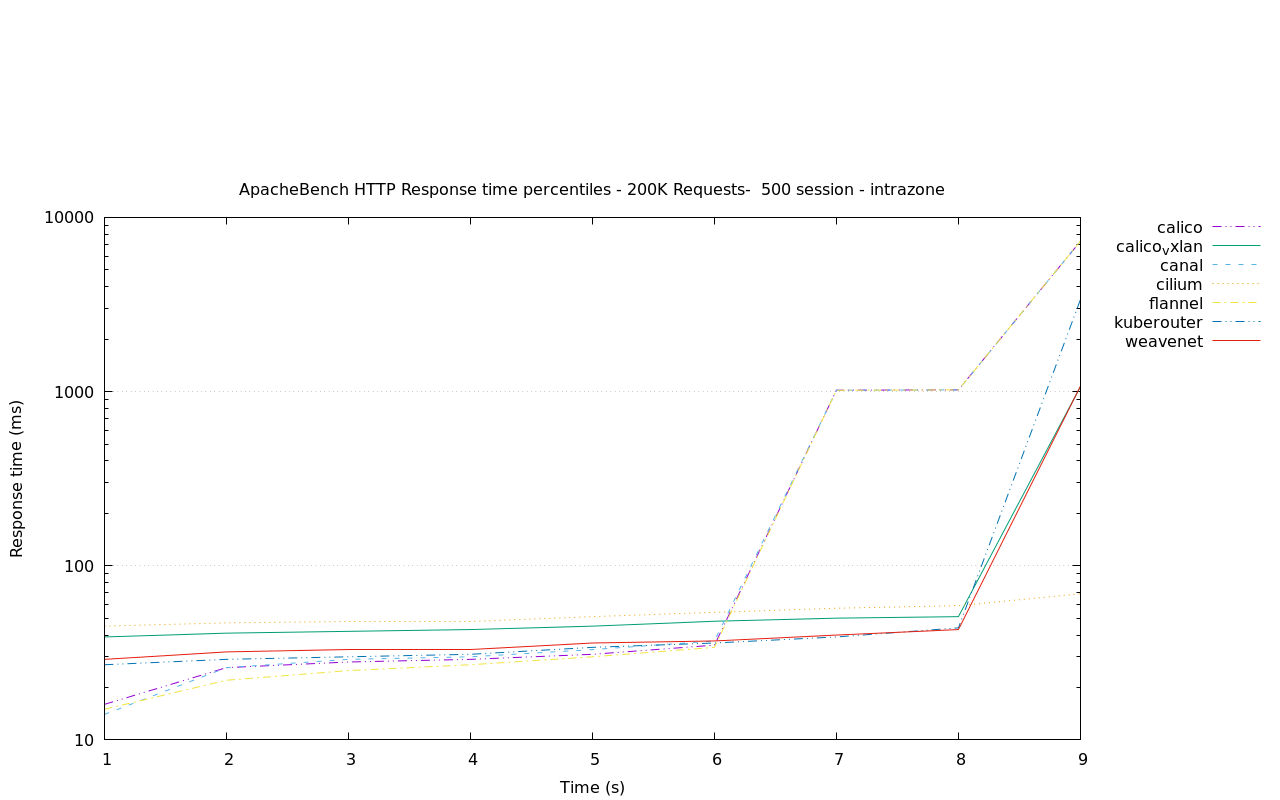 ApacheBench HTTP Response time percentiles - 200K Requests-  500 session - intrazone
10000
1000
100
10
Response time (ms)
1 2 3 4 5 6 7 8 9
Time (s)
calico
calicovxlan
canal
cilium
flannel
kuberouter
weavenet